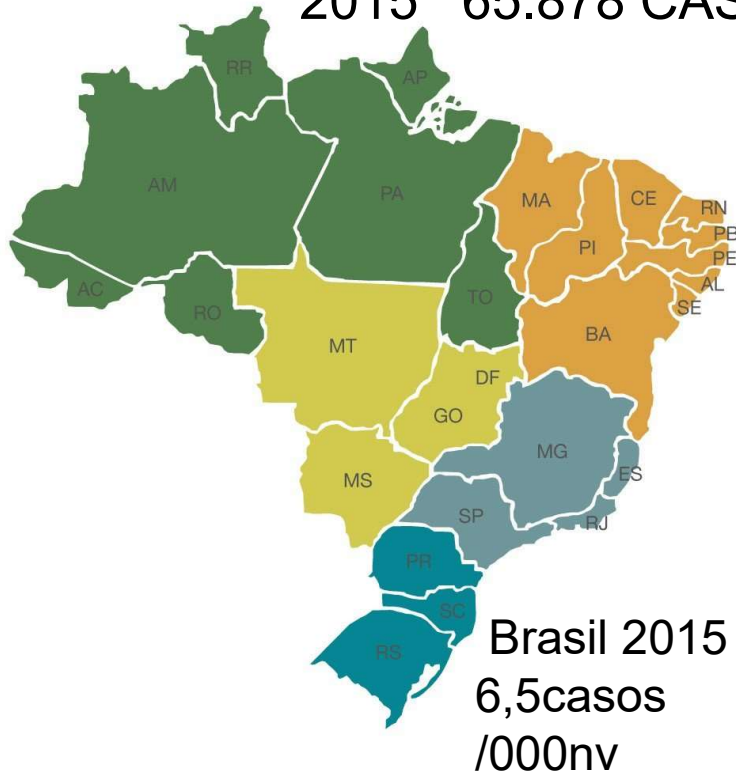 2015 65.878 CAS
RR
AP
AM
PA
MA
CE
RN
PB
PI
PE
AL
AC
TO
SE
RO
BA
MT
DF
GO
MG
MS
ES
SP
RJ
PR
SC
RS
Brasil 2015
6,5casos
/000nv